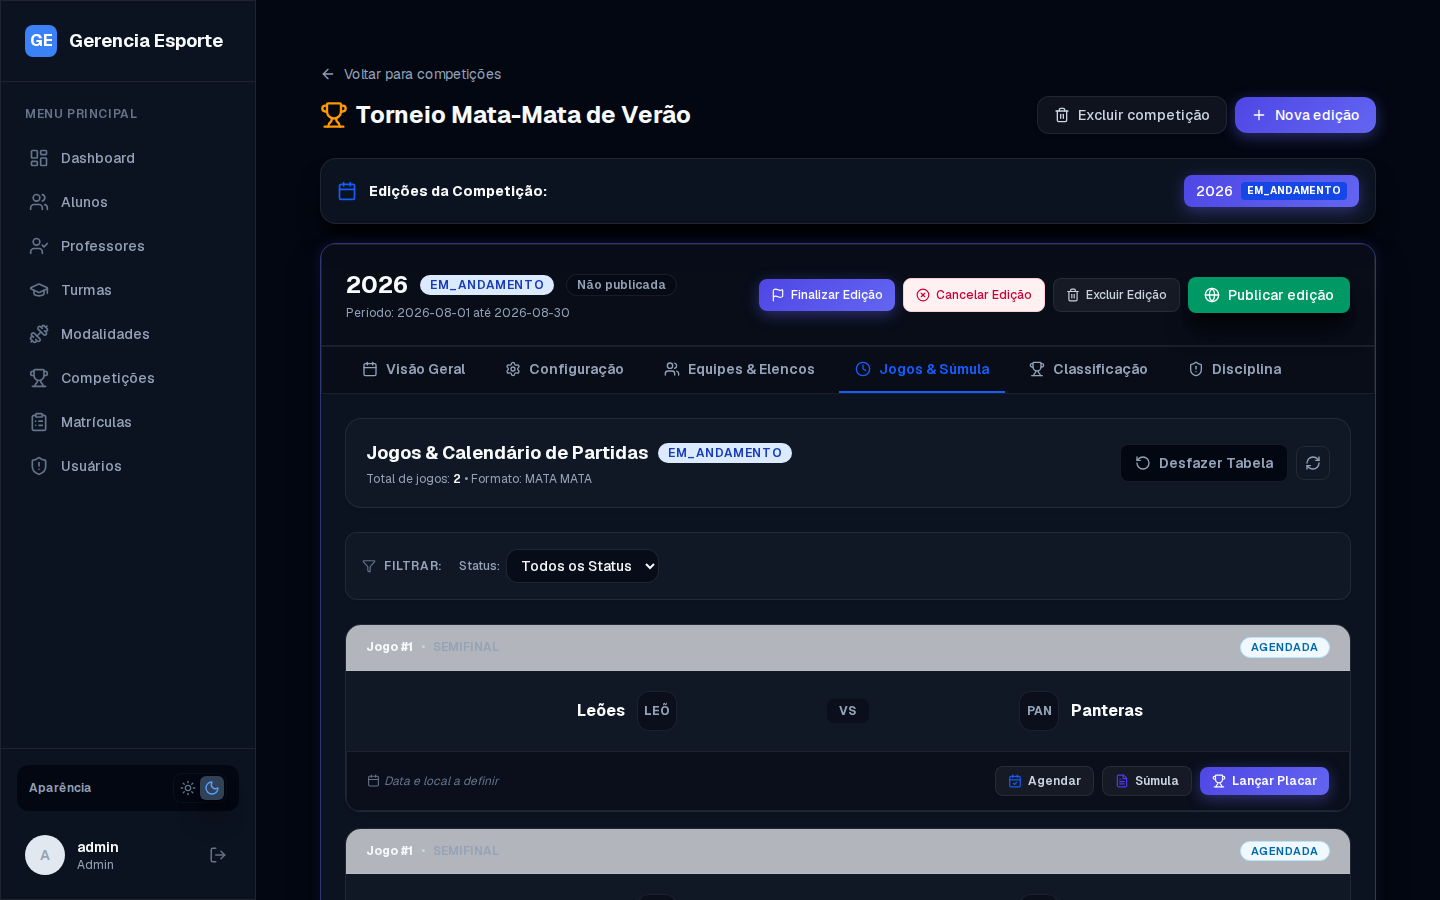 GE Gerencia Esporte
MENU PRINCIPAL
Dashboard
Alunos
Professores
Turmas
Modalidades
Competições
Matrículas
Usuários
Aparência
A
admin
Admin
Voltar para competições
Torneio Mata-Mata de Verão
Excluir competição
Nova edição
Edições da Competição:
2026 EM_ANDAMENTO
2026 EM_ANDAMENTO Não publicada
Período: 2026-08-01 até 2026-08-30
Finalizar Edição
Cancelar Edição
Excluir Edição
Publicar edição
Visão Geral
Configuração
Equipes & Elencos
Jogos & Súmula
Classificação
Disciplina
Jogos & Calendário de Partidas EM_ANDAMENTO
Total de jogos: 2 • Formato: MATA MATA
Desfazer Tabela
FILTRAR: Status: Todos os Status
Jogo #1 • SEMIFINAL AGENDADA
Leões LEÕ VS PAN Panteras
Data e local a definir
Agendar
Súmula
Lançar Placar
Jogo #1 • SEMIFINAL AGENDADA